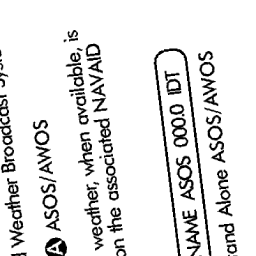 Weather Broadcast
A ASOS/AWOS
weather, when available, is
on the associated NAVAID
NAME ASOS 000.0 IDT
and Alone ASOS/AWOS